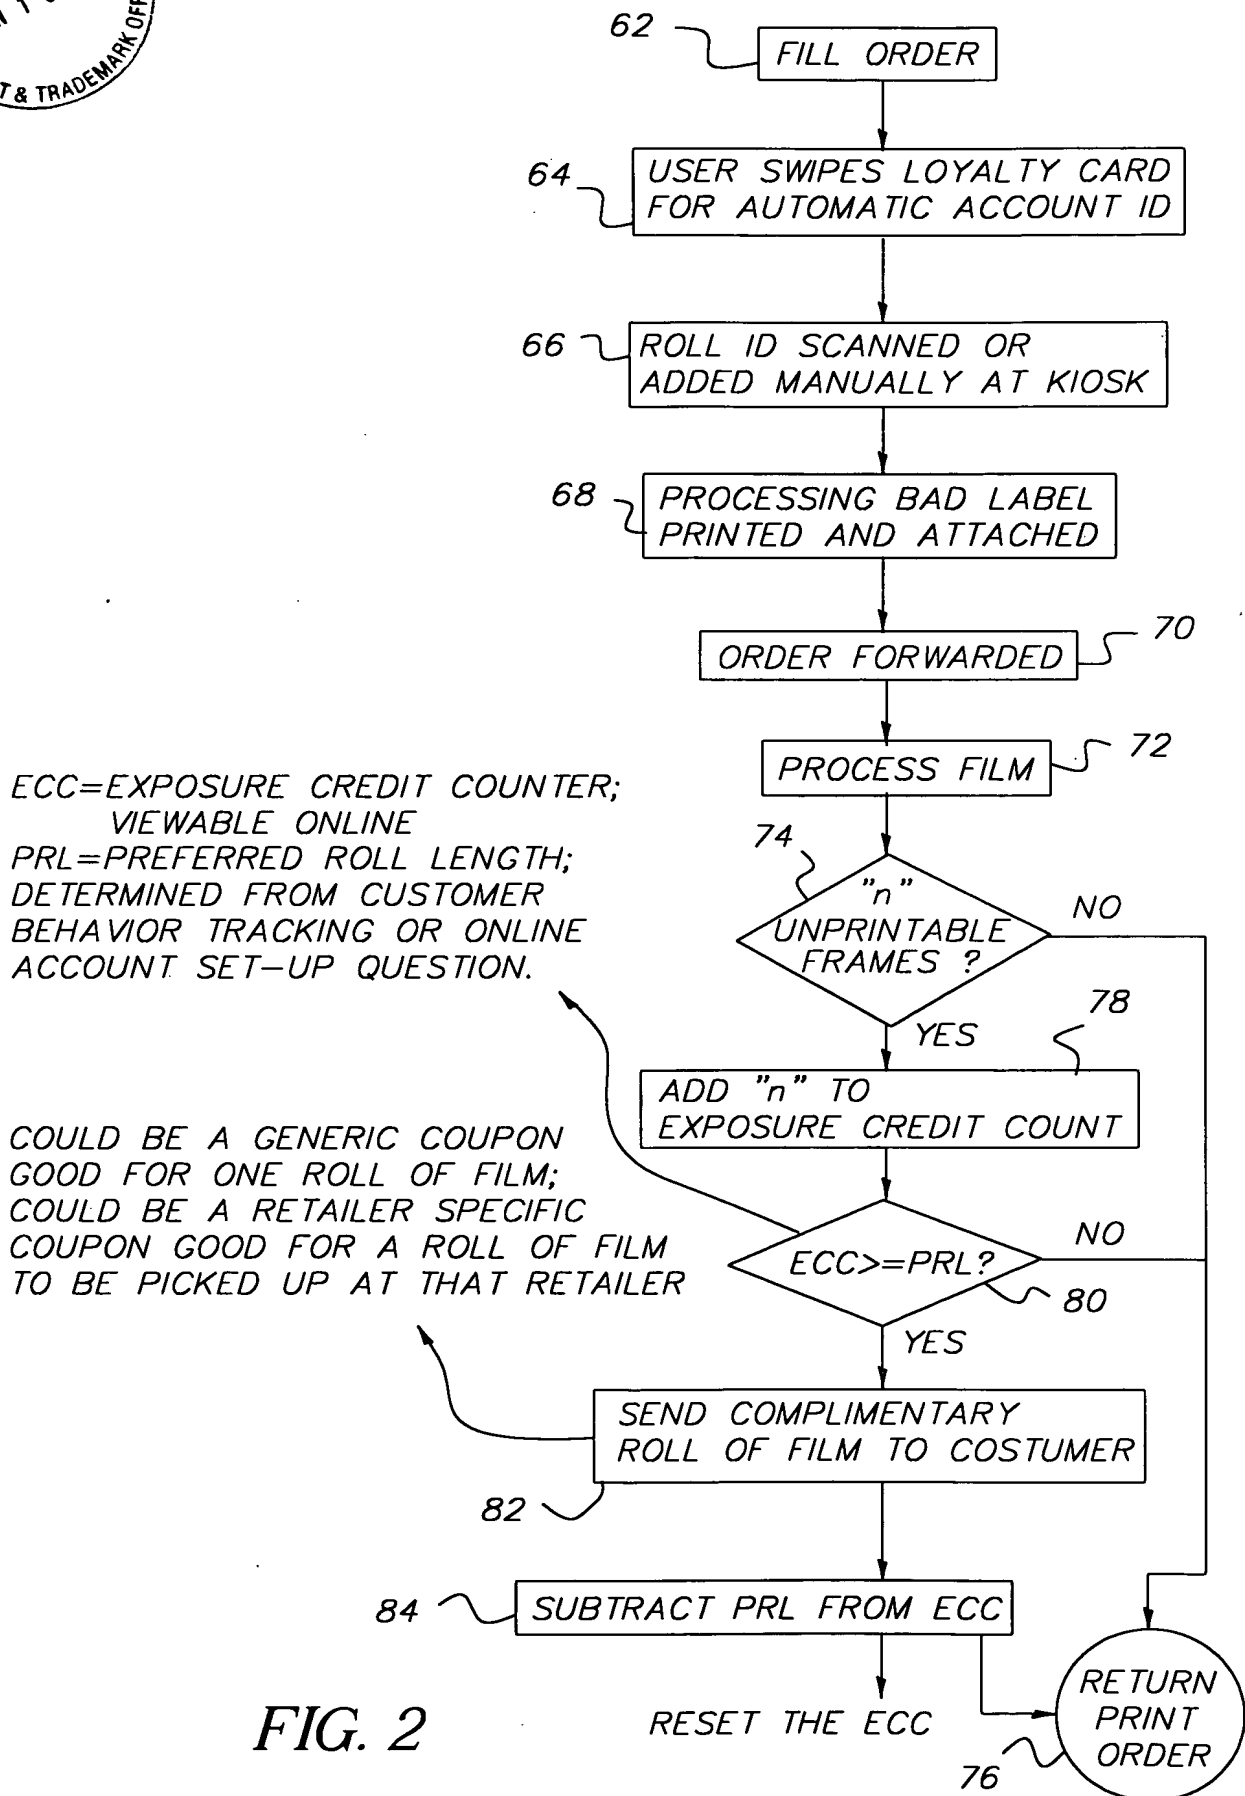 T & TRADEMARK OFF
62
FILL ORDER
64
USER SWIPES LOYALTY CARD
FOR AUTOMATIC ACCOUNT ID
66
ROLL ID SCANNED OR
ADDED MANUALLY AT KIOSK
68
PROCESSING BAD LABEL
PRINTED AND ATTACHED
70
ORDER FORWARDED
72
PROCESS FILM
ECC=EXPOSURE CREDIT COUNTER;
VIEWABLE ONLINE
PRL=PREFERRED ROLL LENGTH;
DETERMINED FROM CUSTOMER
BEHAVIOR TRACKING OR ONLINE
ACCOUNT SET-UP QUESTION.
74
"n"
UNPRINTABLE
FRAMES ?
NO
YES
78
ADD "n" TO
EXPOSURE CREDIT COUNT
COULD BE A GENERIC COUPON
GOOD FOR ONE ROLL OF FILM;
COULD BE A RETAILER SPECIFIC
COUPON GOOD FOR A ROLL OF FILM
TO BE PICKED UP AT THAT RETAILER
ECC>=PRL?
NO
80
YES
SEND COMPLIMENTARY
ROLL OF FILM TO COSTUMER
82
84
SUBTRACT PRL FROM ECC
RESET THE ECC
RETURN
PRINT
ORDER
76
FIG. 2